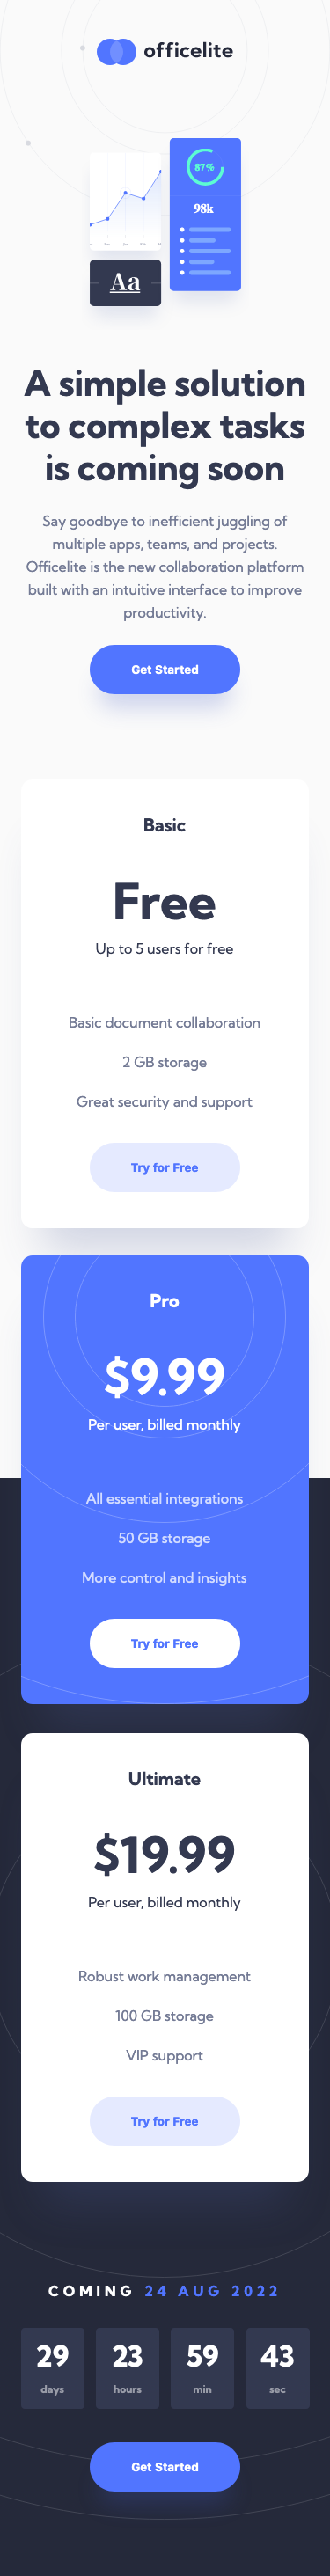 officelite
87%
98k
Aa
A simple solution
to complex tasks
is coming soon
Say goodbye to inefficient juggling of
multiple apps, teams, and projects.
Officelite is the new collaboration platform
built with an intuitive interface to improve
productivity.
Get Started
Basic
Free
Up to 5 users for free
Basic document collaboration
2 GB storage
Great security and support
Try for Free
Pro
$9.99
Per user, billed monthly
All essential integrations
50 GB storage
More control and insights
Try for Free
Ultimate
$19.99
Per user, billed monthly
Robust work management
100 GB storage
VIP support
Try for Free
COMING 24 AUG 2022
29 23 59 43
days hours min sec
Get Started